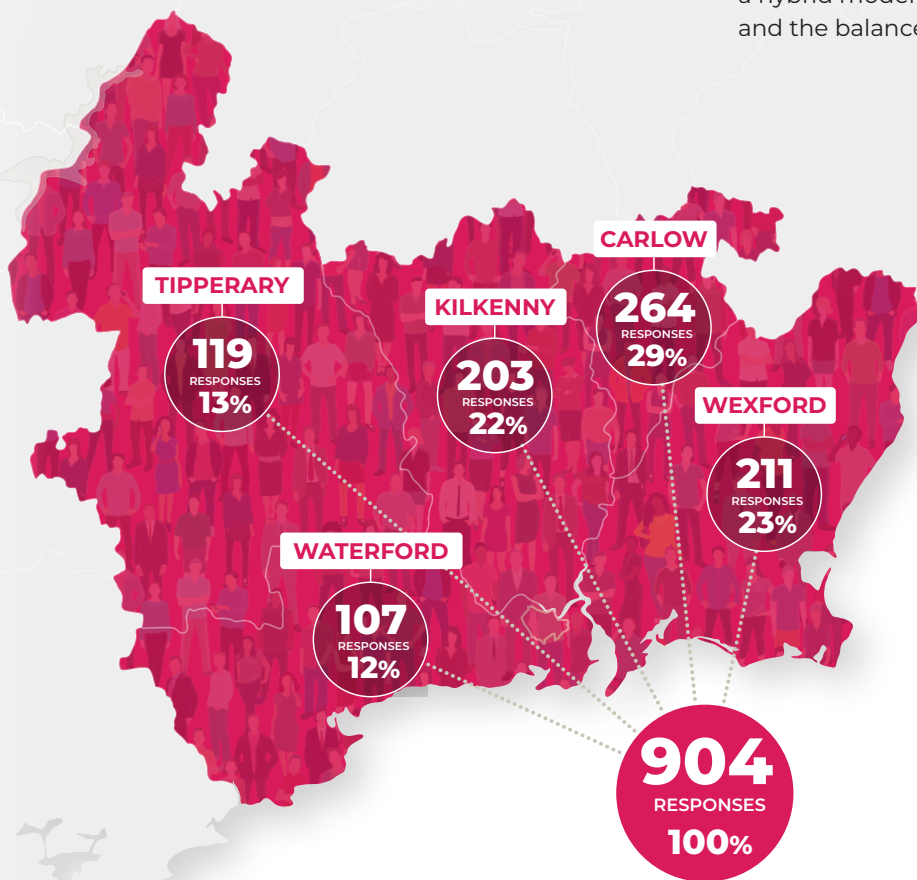 a hybrid model
and the balance
CARLOW
264
RESPONSES
29%
TIPPERARY
119
RESPONSES
13%
KILKENNY
203
RESPONSES
22%
WEXFORD
211
RESPONSES
23%
WATERFORD
107
RESPONSES
12%
904
RESPONSES
100%